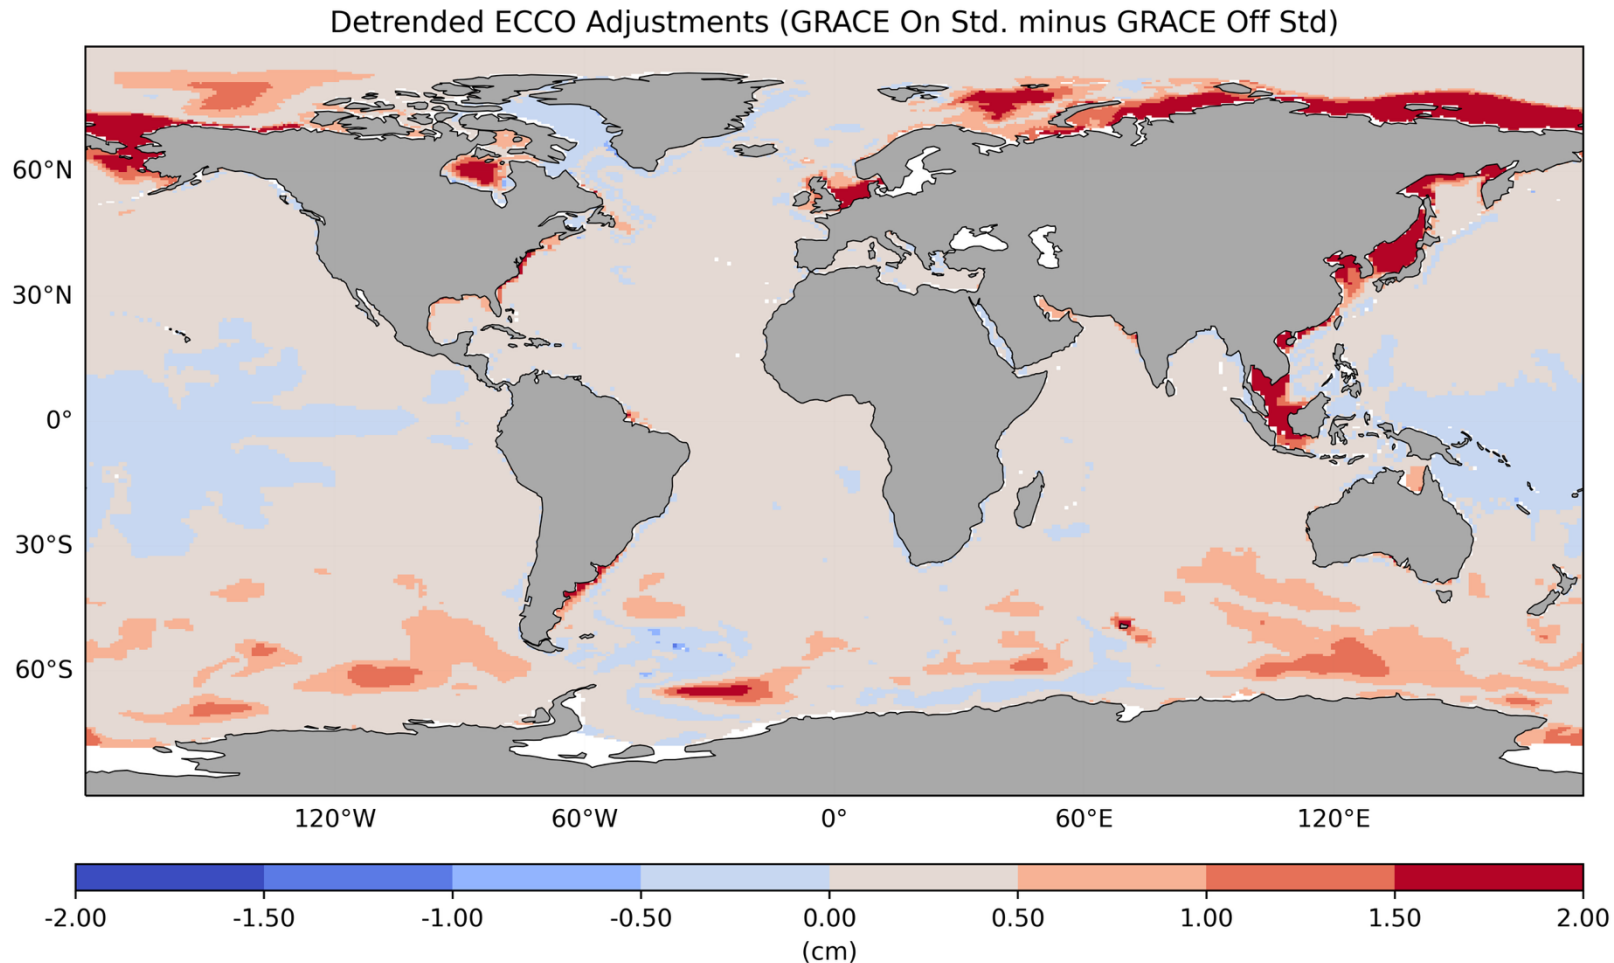 Detrended ECCO Adjustments (GRACE On Std. minus GRACE Off Std)
60°N
30°N
0°
30°S
60°S
120°W 60°W 0° 60°E 120°E
-2.00 -1.50 -1.00 -0.50 0.00 0.50 1.00 1.50 2.00
(cm)